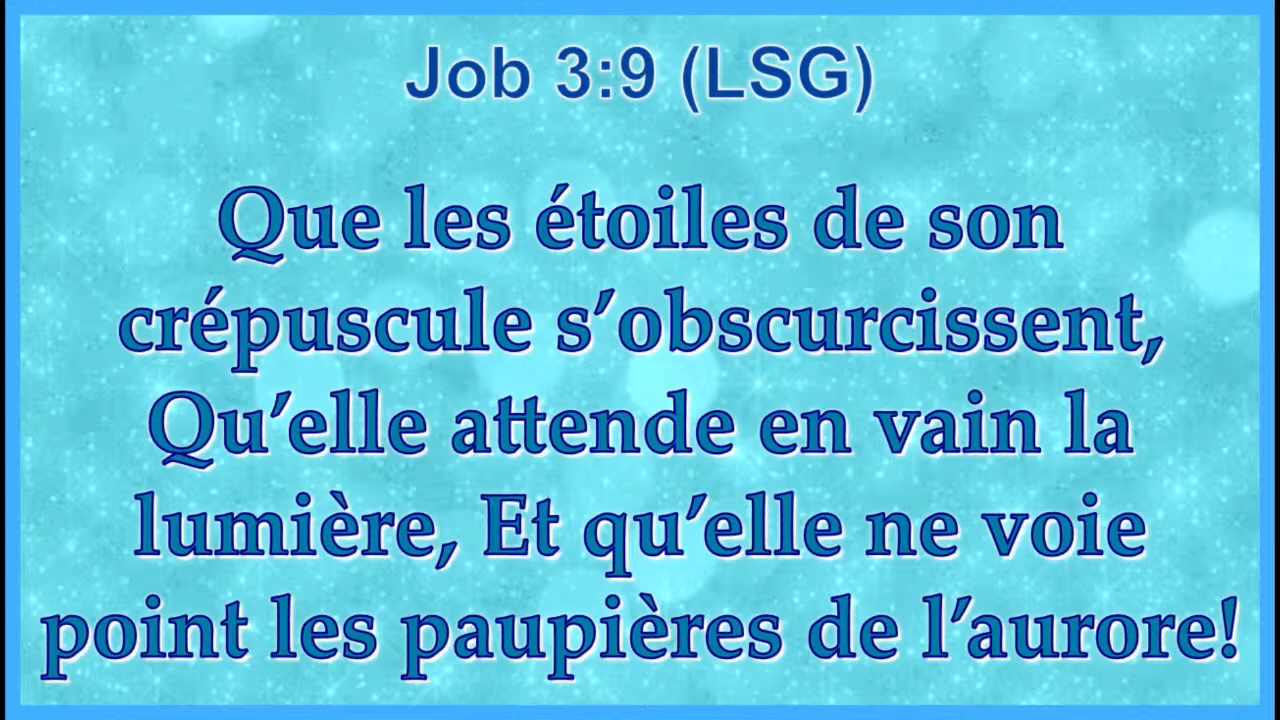 Job 3:9 (LSG)
Que les étoiles de son
crépuscule s’obscurcissent,
Qu’elle attende en vain la
lumière, Et qu’elle ne voie
point les paupières de l’aurore!